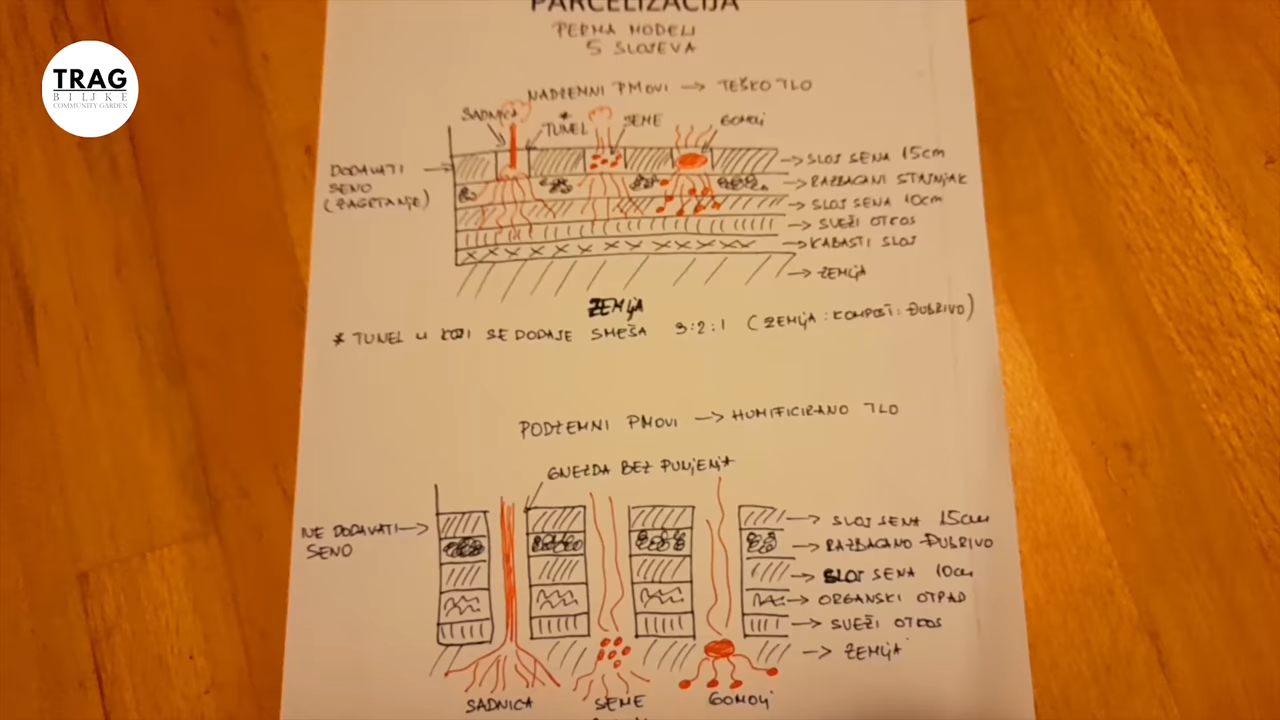 TRAG
BILJKE
COMMUNITY GARDEN
PARCELIZACIJA
PERMA MODELI
5 SLOJEVA
NADZEMNI PMOVI → TEŠKO TLO
SADNICA
* TUNEL
SEME
GOMOLJ
DODAVATI
SENO
(ZAGRTANJE)
→ SLOJ SENA 15cm
→ RAZBACANI STAJNJAK
→ SLOJ SENA 10cm
→ SVEŽI OTKOS
→ KABASTI SLOJ
→ ZEMLJA
ZEMLJA
* TUNEL U KOJI SE DODAJE SMEŠA 3:2:1 (ZEMLJA:KOMPOST:ĐUBRIVO)
PODZEMNI PMOVI → HUMIFICIRANO TLO
GNEZDA BEZ PUNJENJA
NE DODAVATI →
SENO
→ SLOJ SENA 15cm
→ RAZBACANO ĐUBRIVO
→ SLOJ SENA 10cm
→ ORGANSKI OTPAD
→ SVEŽI OTKOS
→ ZEMLJA
SADNICA
SEME
GOMOLJ